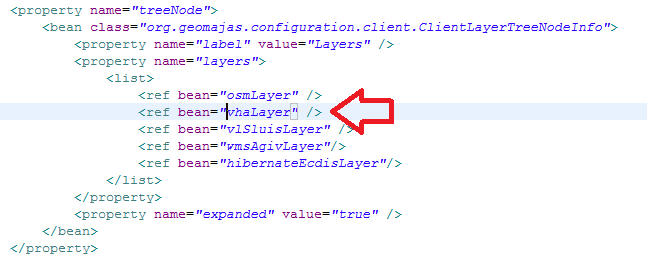 <property name="treeNode">
<bean class="org.geomajas.configuration.client.ClientLayerTreeNodeInfo">
<property name="label" value="Layers" />
<property name="layers">
<list>
<ref bean="osmLayer" />
<ref bean="vhaLayer" />
<ref bean="vlSluisLayer" />
<ref bean="wmsAgivLayer"/>
<ref bean="hibernateEcdisLayer"/>
</list>
</property>
<property name="expanded" value="true" />
</bean>
</property>